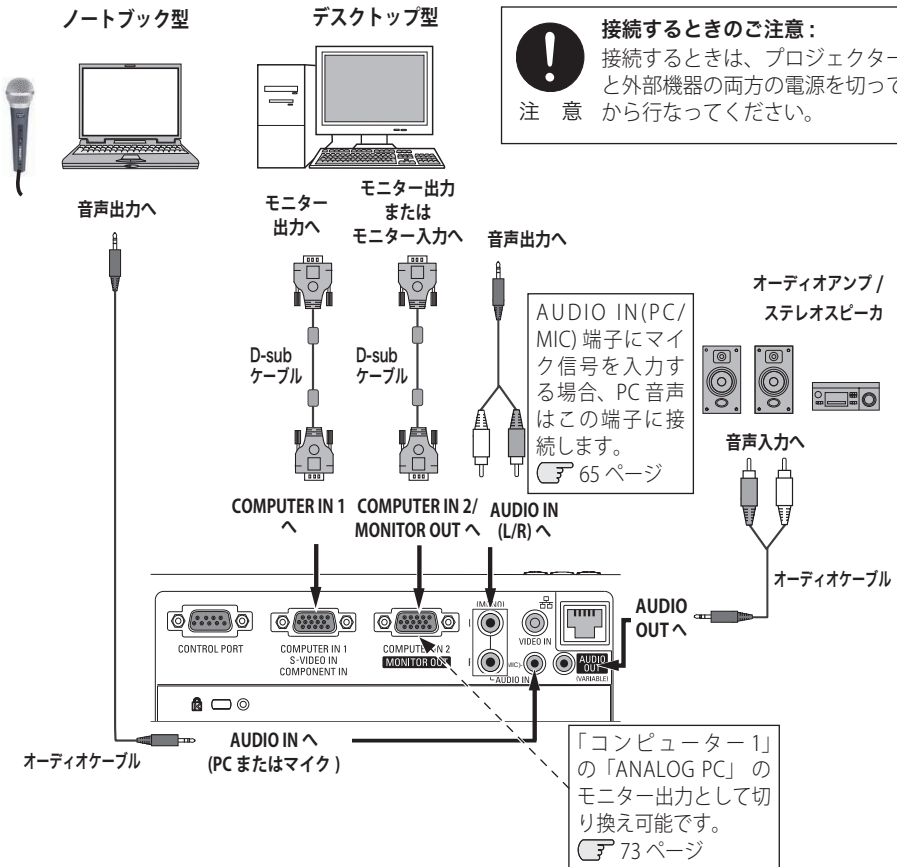 ノートブック型
デスクトップ型
接続するときのご注意：
接続するときは、プロジェクター
と外部機器の両方の電源を切って
から行なってください。
注 意
音声出力へ
モニター
出力へ
モニター出力
または
モニター入力へ
音声出力へ
オーディオアンプ /
ステレオスピーカ
D-sub
ケーブル
D-sub
ケーブル
AUDIO IN(PC/
MIC) 端子にマイ
ク信号を入力す
る場合、PC 音声
はこの端子に接
続します。
65 ページ
音声入力へ
COMPUTER IN 1
へ
COMPUTER IN 2/
MONITOR OUT へ
AUDIO IN
(L/R) へ
オーディオケーブル
AUDIO
OUT へ
(MONO)
VIDEO IN
CONTROL PORT
COMPUTER IN 1
S-VIDEO IN
COMPONENT IN
COMPUTER IN 2
MONITOR OUT
MIC)
AUDIO IN
AUDIO
OUT
(VARIABLE)
オーディオケーブル
AUDIO IN へ
(PC またはマイク )
「コンピューター 1」
の「ANALOG PC」 の
モニター出力として切
り換え可能です。
73 ページ